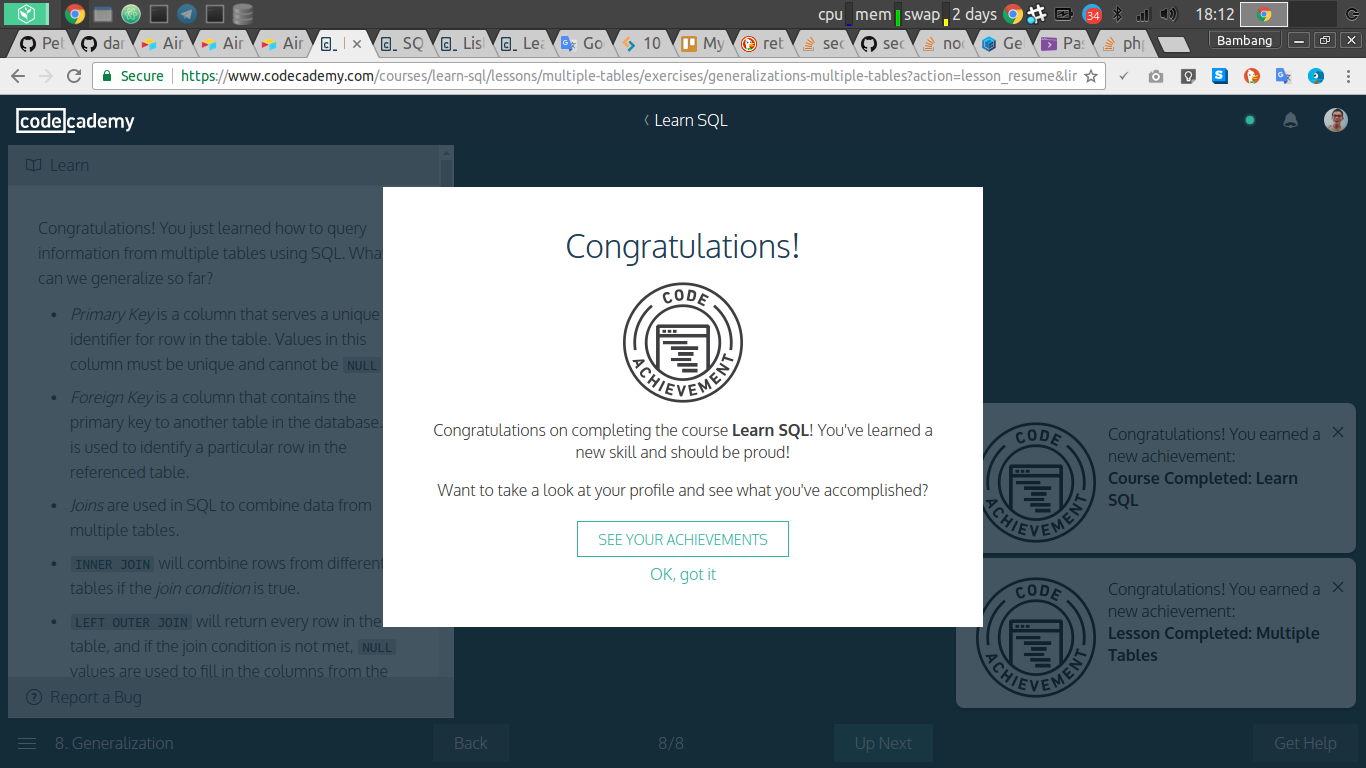 cpu mem swap 2 days 34 18:12
Pet dar Air Air Air c_ c_ SQ c_ Lis c_ Lea Go 10 My ret sec sec noc Ge Pas php Bambang
Secure https://www.codecademy.com/courses/learn-sql/lessons/multiple-tables/exercises/generalizations-multiple-tables?action=lesson_resume&lir
codecademy
Learn SQL
Learn
Congratulations! You just learned how to query
information from multiple tables using SQL. Wha
can we generalize so far?
• Primary Key is a column that serves a unique
identifier for row in the table. Values in this
column must be unique and cannot be NULL
• Foreign Key is a column that contains the
primary key to another table in the database.
is used to identify a particular row in the
referenced table.
• Joins are used in SQL to combine data from
multiple tables.
• INNER JOIN will combine rows from different
tables if the join condition is true.
• LEFT OUTER JOIN will return every row in the
table, and if the join condition is not met, NULL
values are used to fill in the columns from the
Report a Bug
Congratulations!
CODE
ACHIEVEMENT
Congratulations on completing the course Learn SQL! You've learned a
new skill and should be proud!
Want to take a look at your profile and see what you've accomplished?
SEE YOUR ACHIEVEMENTS
OK, got it
CODE
ACHIEVEMENT
Congratulations! You earned a
new achievement:
Course Completed: Learn
SQL
CODE
ACHIEVEMENT
Congratulations! You earned a
new achievement:
Lesson Completed: Multiple
Tables
8. Generalization
Back
8/8
Up Next
Get Help